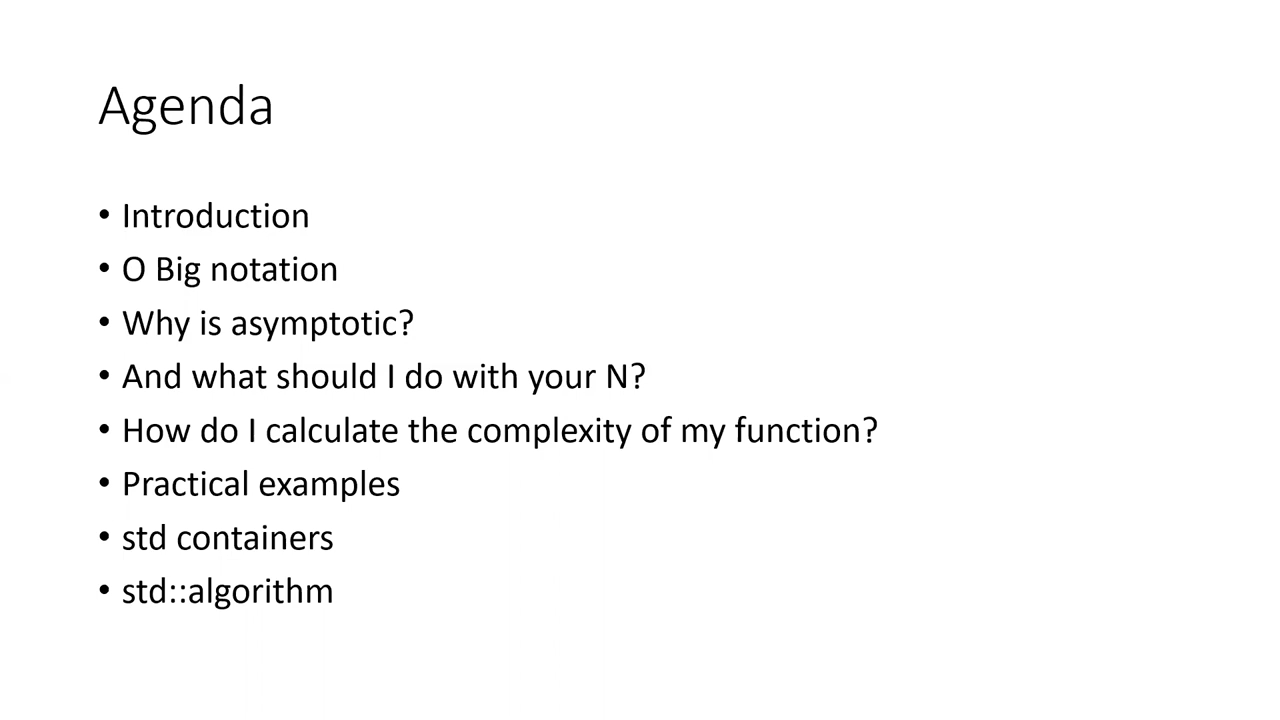 Agenda
• Introduction
• O Big notation
• Why is asymptotic?
• And what should I do with your N?
• How do I calculate the complexity of my function?
• Practical examples
• std containers
• std::algorithm